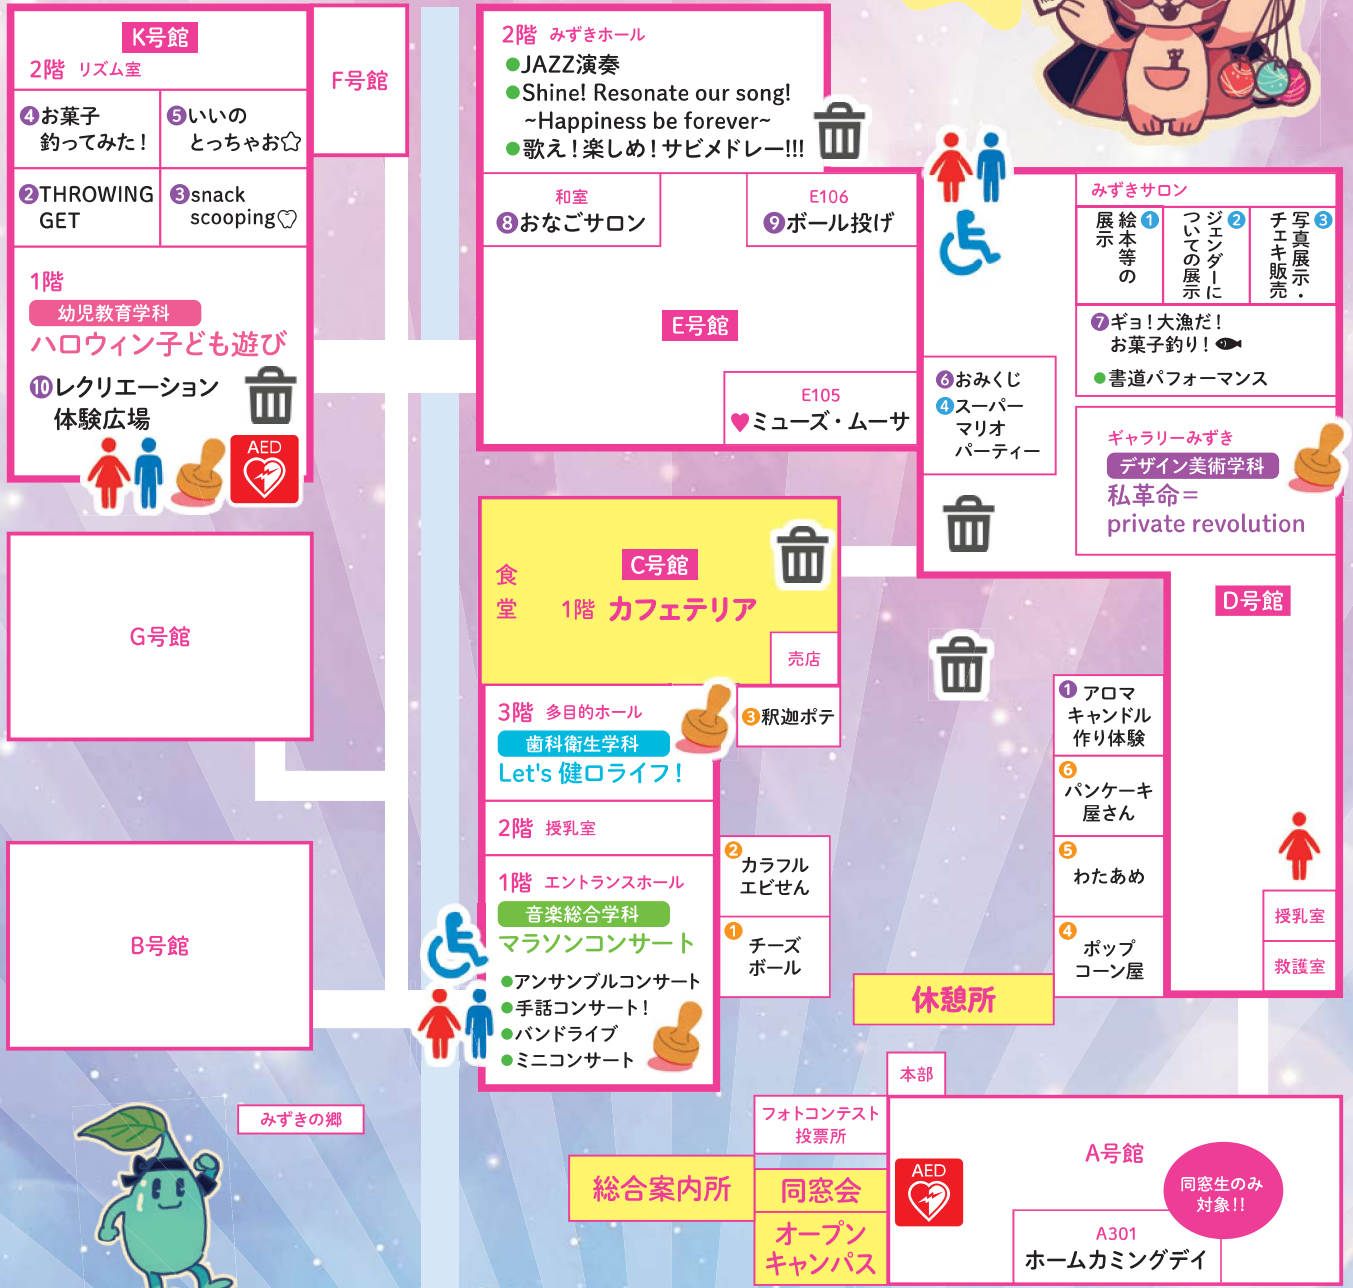 K号館
2階 リズム室
❹お菓子
釣ってみた！
❺いいの
とっちゃお☆
❷THROWING
GET
❸snack
scooping♡
1階
幼児教育学科
ハロウィン子ども遊び
❿レクリエーション
体験広場
AED
F号館
2階 みずきホール
●JAZZ演奏
●Shine! Resonate our song!
~Happiness be forever~
●歌え！楽しめ！サビメドレー!!!
和室
❽おなごサロン
E106
❾ボール投げ
E号館
E105
♥ミューズ・ムーサ
みずきサロン
❶絵本等の
展示
❷ジェンダーに
ついての展示
❸写真展示・
チェキ販売
❼ギョ！大漁だ！
お菓子釣り！
●書道パフォーマンス
❻おみくじ
❹スーパー
マリオ
パーティー
ギャラリーみずき
デザイン美術学科
私革命＝
private revolution
D号館
G号館
B号館
食堂
C号館
1階 カフェテリア
売店
3階 多目的ホール
歯科衛生学科
Let's 健口ライフ！
❸釈迦ポテ
2階 授乳室
1階 エントランスホール
音楽総合学科
マラソンコンサート
●アンサンブルコンサート
●手話コンサート！
●バンドライブ
●ミニコンサート
❷
カラフル
エビせん
❶
チーズ
ボール
❶アロマ
キャンドル
作り体験
❻
パンケーキ
屋さん
❺
わたあめ
❹
ポップ
コーン屋
休憩所
授乳室
救護室
みずきの郷
本部
フォトコンテスト
投票所
総合案内所
同窓会
オープン
キャンパス
AED
A号館
同窓生のみ
対象!!
A301
ホームカミングデイ